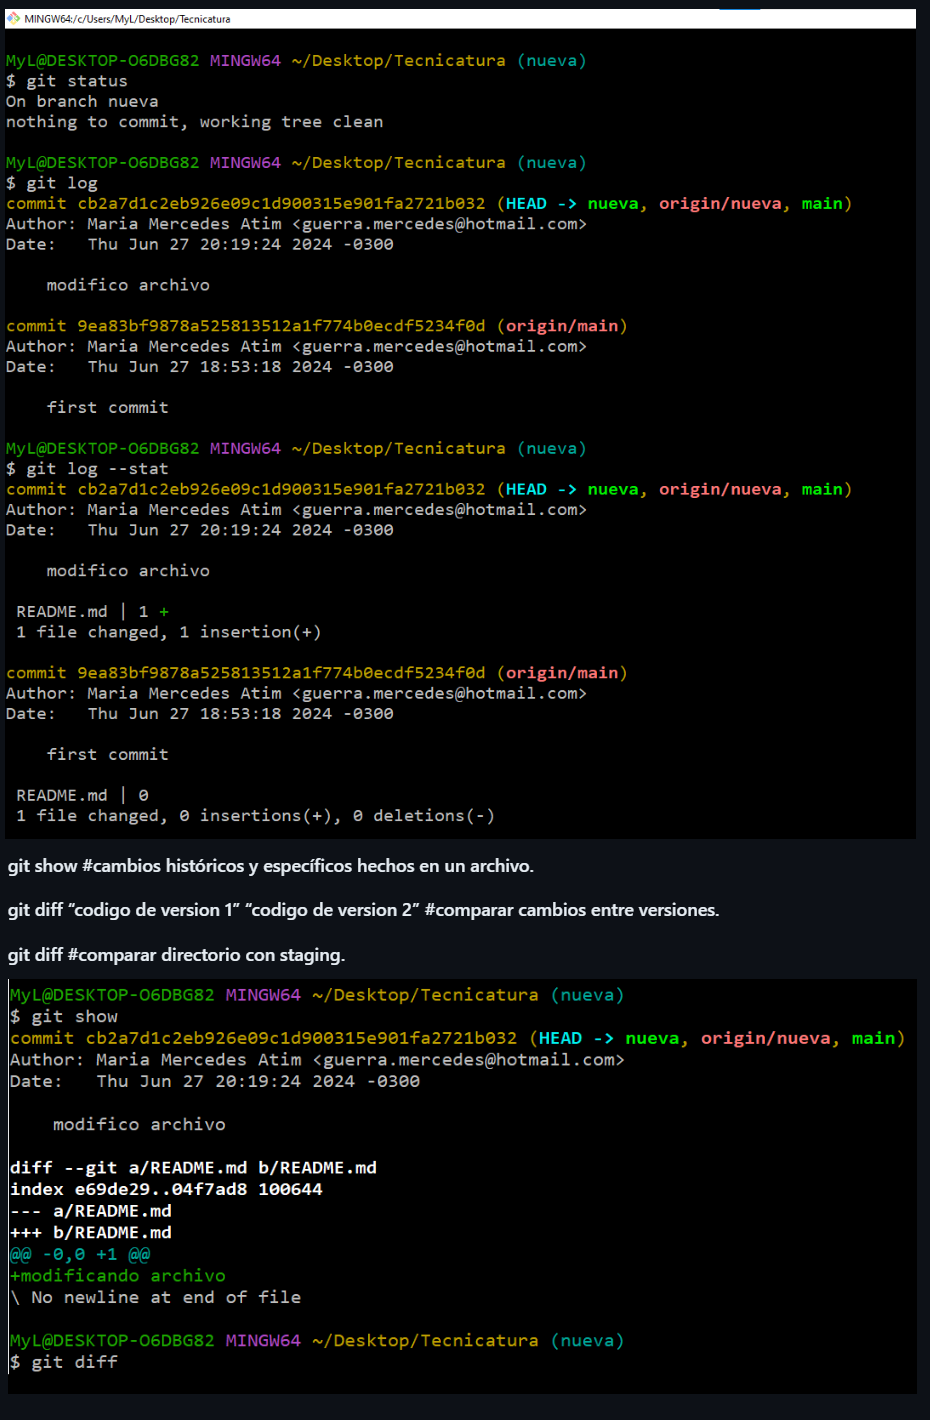 MINGW64:/c/Users/MyL/Desktop/Tecnicatura
MyL@DESKTOP-O6DBG82 MINGW64 ~/Desktop/Tecnicatura (nueva)
$ git status
On branch nueva
nothing to commit, working tree clean
MyL@DESKTOP-O6DBG82 MINGW64 ~/Desktop/Tecnicatura (nueva)
$ git log
commit cb2a7d1c2eb926e09c1d900315e901fa2721b032 (HEAD -> nueva, origin/nueva, main)
Author: Maria Mercedes Atim <guerra.mercedes@hotmail.com>
Date:   Thu Jun 27 20:19:24 2024 -0300
modifico archivo
commit 9ea83bf9878a525813512a1f774b0ecdf5234f0d (origin/main)
Author: Maria Mercedes Atim <guerra.mercedes@hotmail.com>
Date:   Thu Jun 27 18:53:18 2024 -0300
first commit
MyL@DESKTOP-O6DBG82 MINGW64 ~/Desktop/Tecnicatura (nueva)
$ git log --stat
commit cb2a7d1c2eb926e09c1d900315e901fa2721b032 (HEAD -> nueva, origin/nueva, main)
Author: Maria Mercedes Atim <guerra.mercedes@hotmail.com>
Date:   Thu Jun 27 20:19:24 2024 -0300
modifico archivo
README.md | 1 +
1 file changed, 1 insertion(+)
commit 9ea83bf9878a525813512a1f774b0ecdf5234f0d (origin/main)
Author: Maria Mercedes Atim <guerra.mercedes@hotmail.com>
Date:   Thu Jun 27 18:53:18 2024 -0300
first commit
README.md | 0
1 file changed, 0 insertions(+), 0 deletions(-)
git show #cambios históricos y específicos hechos en un archivo.
git diff “codigo de version 1” “codigo de version 2” #comparar cambios entre versiones.
git diff #comparar directorio con staging.
MyL@DESKTOP-O6DBG82 MINGW64 ~/Desktop/Tecnicatura (nueva)
$ git show
commit cb2a7d1c2eb926e09c1d900315e901fa2721b032 (HEAD -> nueva, origin/nueva, main)
Author: Maria Mercedes Atim <guerra.mercedes@hotmail.com>
Date:   Thu Jun 27 20:19:24 2024 -0300
modifico archivo
diff --git a/README.md b/README.md
index e69de29..04f7ad8 100644
--- a/README.md
+++ b/README.md
@@ -0,0 +1 @@
+modificando archivo
\ No newline at end of file
MyL@DESKTOP-O6DBG82 MINGW64 ~/Desktop/Tecnicatura (nueva)
$ git diff